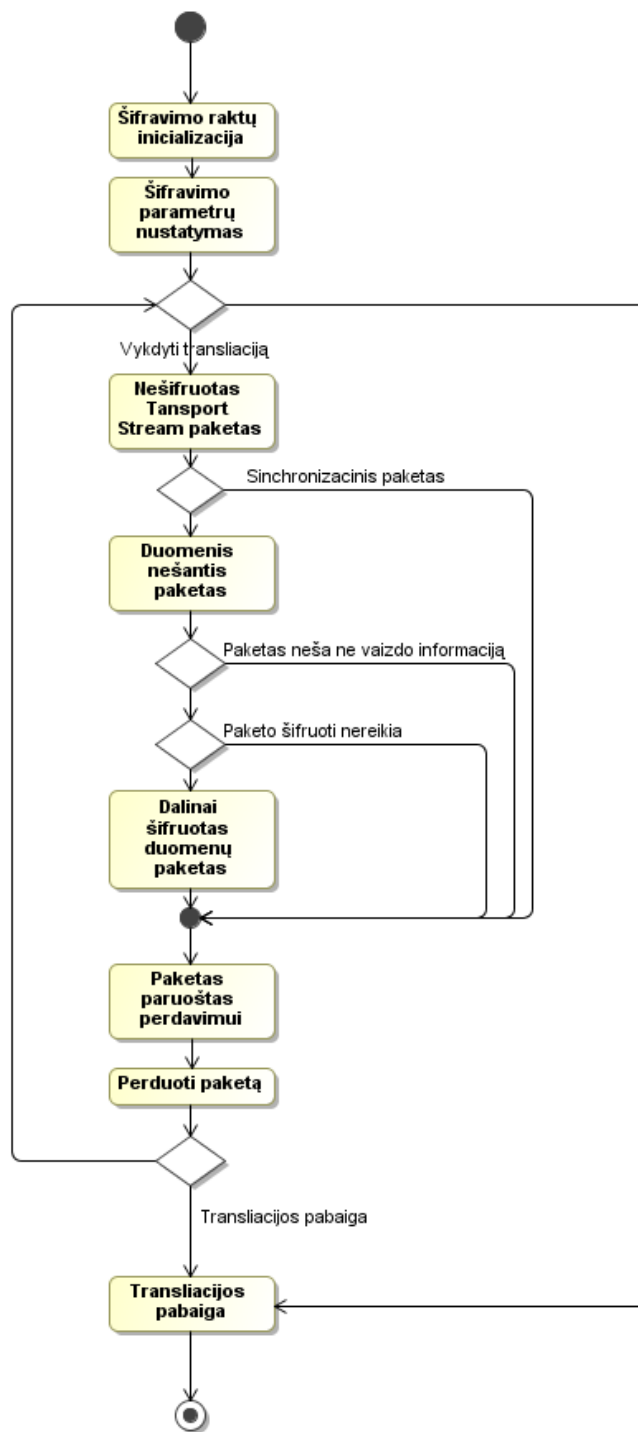 Šifravimo raktų
inicializacija
Šifravimo
parametrų
nustatymas
Vykdyti transliaciją
Nešifruotas
Tansport
Stream paketas
Sinchronizacinis paketas
Duomenis
nešantis
paketas
Paketas neša ne vaizdo informaciją
Paketo šifruoti nereikia
Dalinai
šifruotas
duomenų
paketas
Paketas
paruoštas
perdavimui
Perduoti paketą
Transliacijos pabaiga
Transliacijos
pabaiga